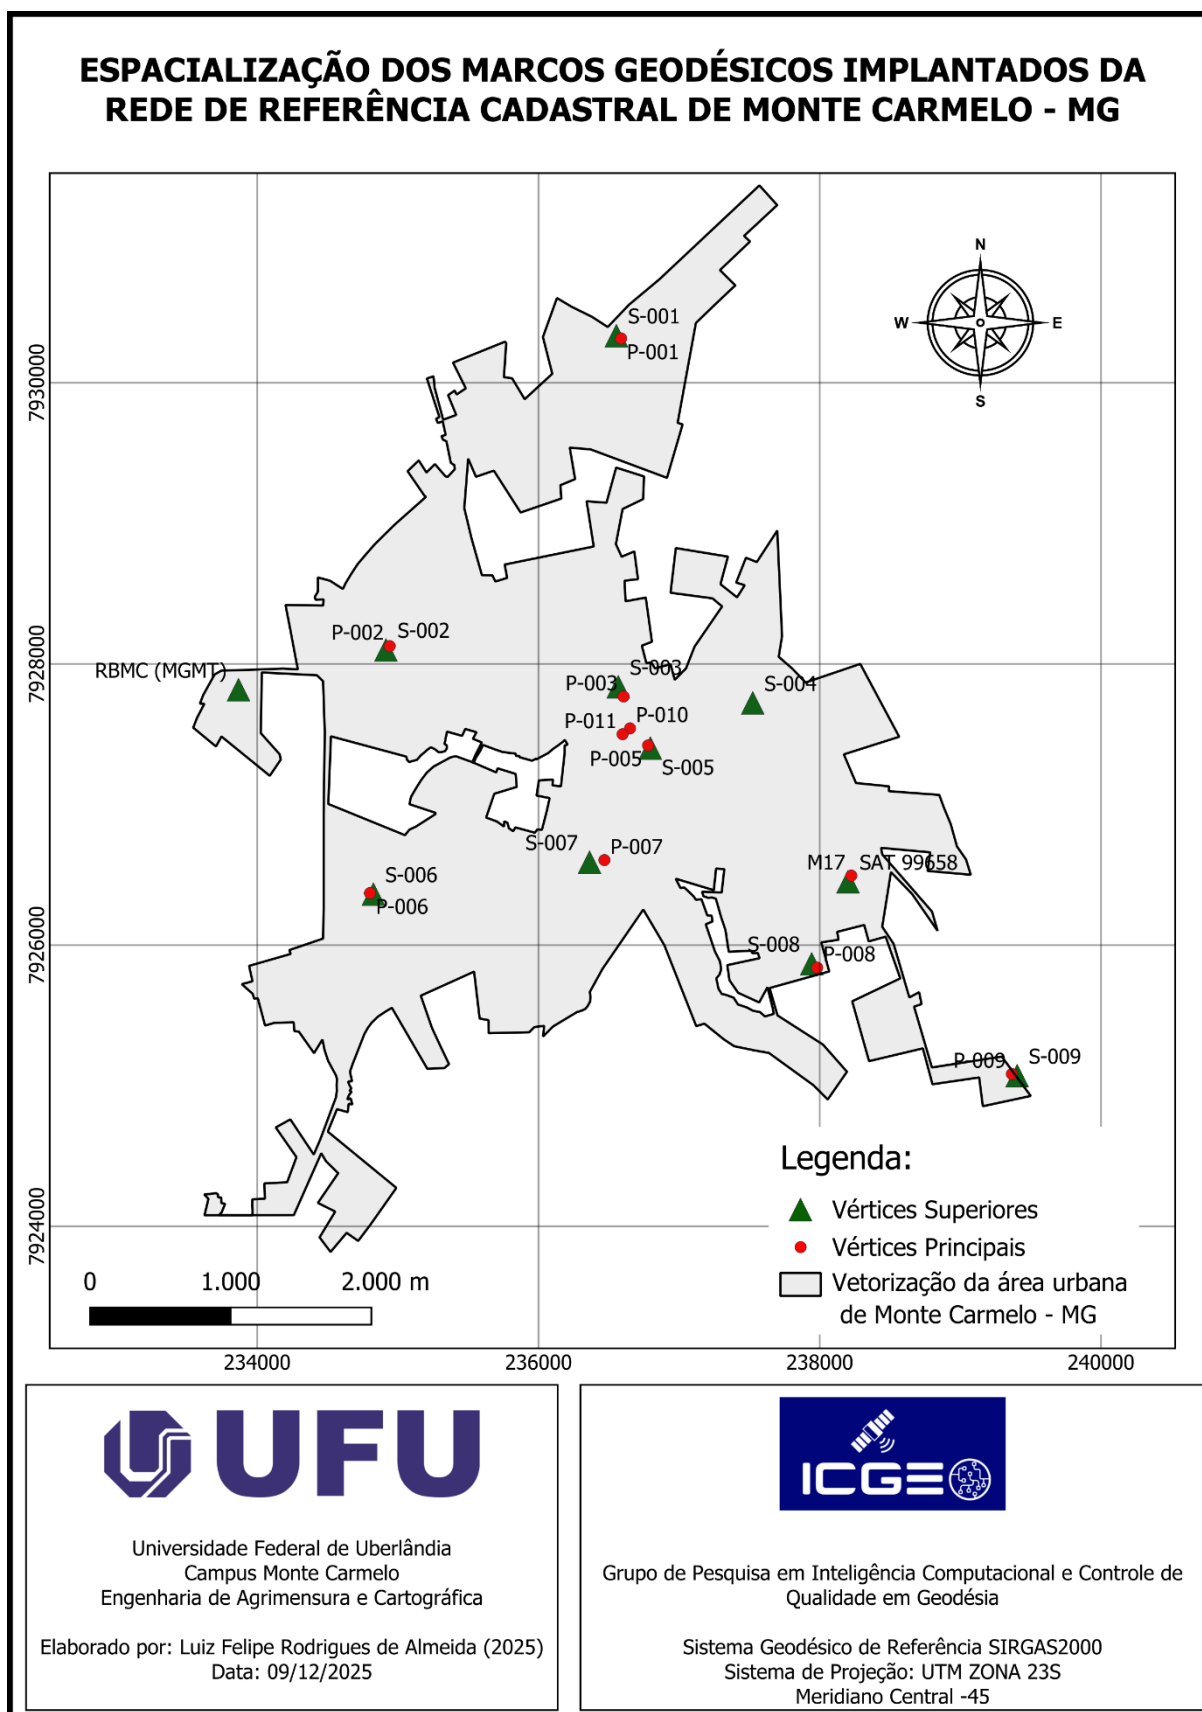 ESPACIALIZAÇÃO DOS MARCOS GEODÉSICOS IMPLANTADOS DA
REDE DE REFERÊNCIA CADASTRAL DE MONTE CARMELO - MG
N
W
E
S
7930000
7928000
7926000
7924000
S-001
P-001
P-002
S-002
RBMC (MGMT)
S-003
P-003
S-004
P-010
P-011
P-005
S-005
S-007
P-007
M17
SAT 99658
S-006
P-006
S-008
P-008
P-009
S-009
Legenda:
Vértices Superiores
Vértices Principais
Vetorização da área urbana
de Monte Carmelo - MG
0
1.000
2.000 m
234000
236000
238000
240000
UFU
Universidade Federal de Uberlândia
Campus Monte Carmelo
Engenharia de Agrimensura e Cartográfica
Elaborado por: Luiz Felipe Rodrigues de Almeida (2025)
Data: 09/12/2025
ICGEO
Grupo de Pesquisa em Inteligência Computacional e Controle de
Qualidade em Geodésia
Sistema Geodésico de Referência SIRGAS2000
Sistema de Projeção: UTM ZONA 23S
Meridiano Central -45